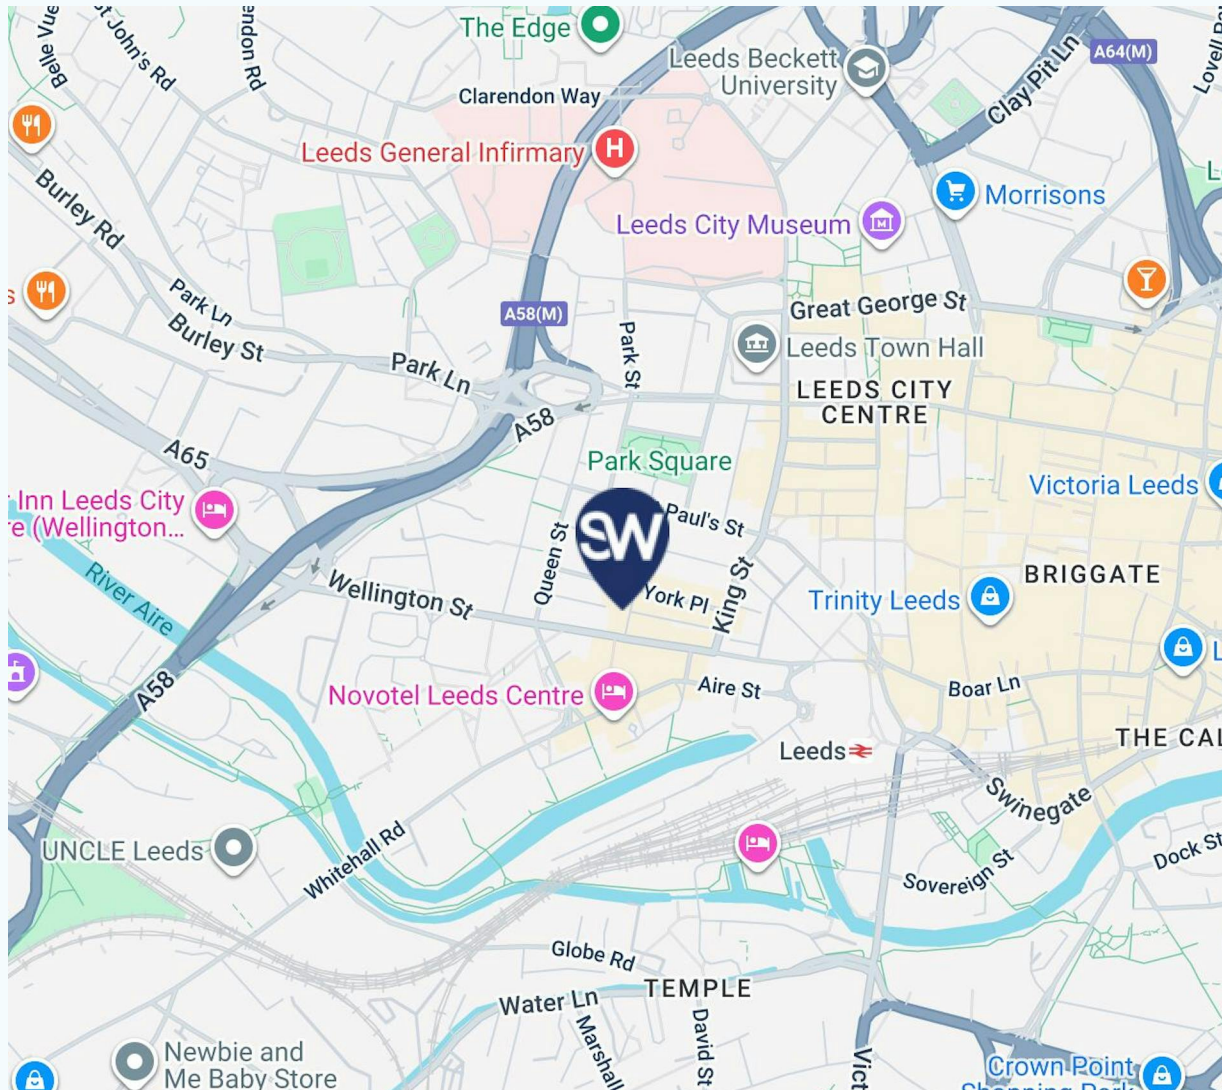 Belle Vue
St John's Rd
endon Rd
The Edge
Leeds Beckett
University
Clay Pit Ln
A64(M)
Lovell
Clarendon Way
Leeds General Infirmary
H
Morrisons
Burley Rd
Leeds City Museum
M
s
Park Ln
Burley St
A58(M)
Great George St
Park St
Leeds Town Hall
Park Ln
LEEDS CITY
CENTRE
A58
A65
Park Square
Victoria Leeds
Inn Leeds City
re (Wellington...
Paul's St
Queen St
SW
River Aire
Wellington St
York Pl
King St
Trinity Leeds
BRIGGATE
L
A58
Novotel Leeds Centre
Aire St
Boar Ln
THE CAL
Leeds
Swinegate
UNCLE Leeds
Whitehall Rd
Sovereign St
Dock St
Globe Rd
Water Ln
TEMPLE
Marshall
David St
Vict
Newbie and
Me Baby Store
Crown Point